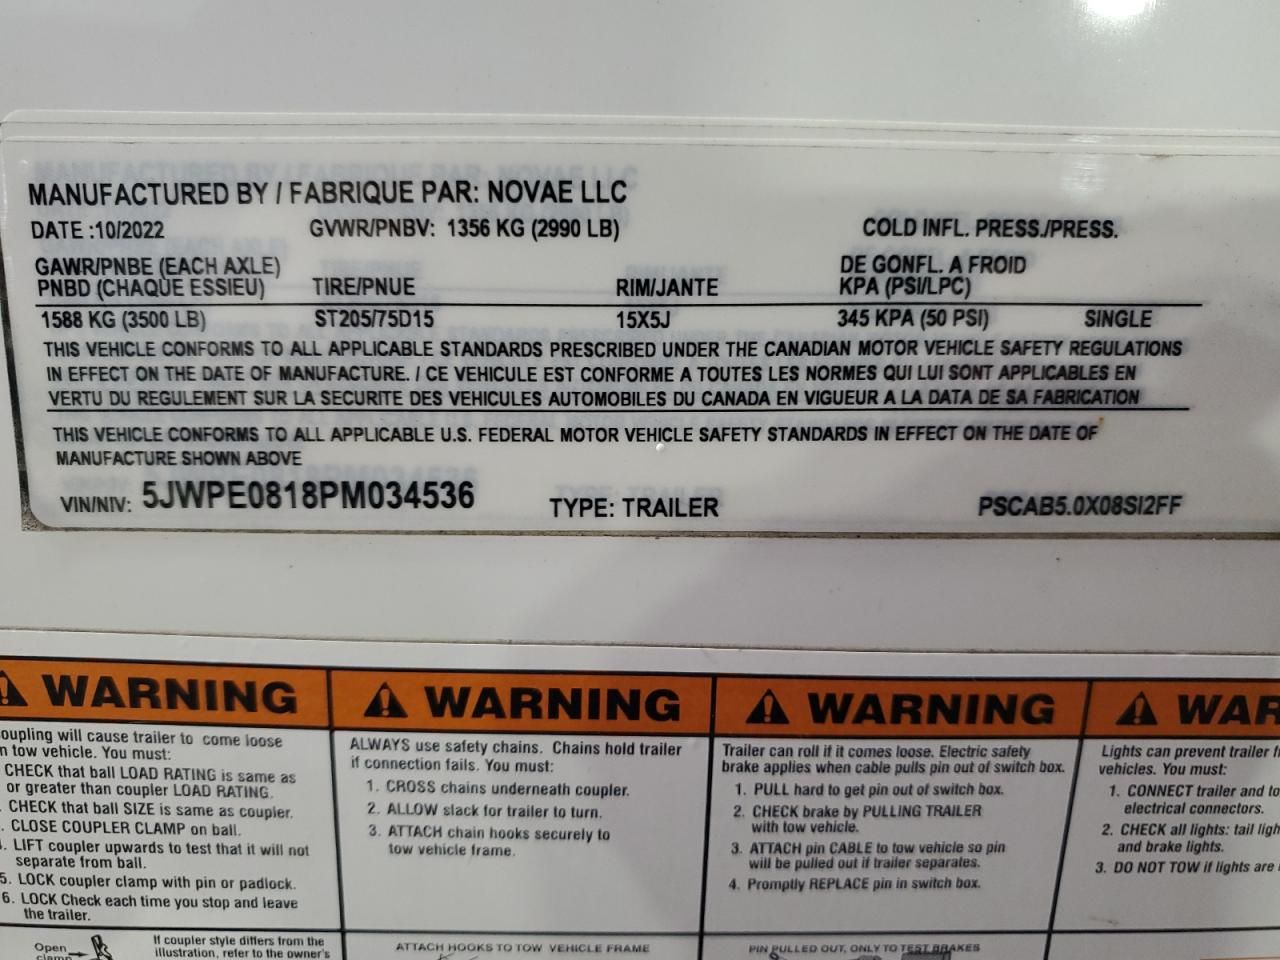 MANUFACTURED BY / FABRIQUE PAR: NOVAE LLC
DATE :10/2022 GVWR/PNBV: 1356 KG (2990 LB) COLD INFL. PRESS./PRESS.
GAWR/PNBE (EACH AXLE) DE GONFL. A FROID
PNBD (CHAQUE ESSIEU) TIRE/PNUE RIM/JANTE KPA (PSI/LPC)
1588 KG (3500 LB) ST205/75D15 15X5J 345 KPA (50 PSI) SINGLE
THIS VEHICLE CONFORMS TO ALL APPLICABLE STANDARDS PRESCRIBED UNDER THE CANADIAN MOTOR VEHICLE SAFETY REGULATIONS
IN EFFECT ON THE DATE OF MANUFACTURE. / CE VEHICULE EST CONFORME A TOUTES LES NORMES QUI LUI SONT APPLICABLES EN
VERTU DU REGULEMENT SUR LA SECURITE DES VEHICULES AUTOMOBILES DU CANADA EN VIGUEUR A LA DATA DE SA FABRICATION
THIS VEHICLE CONFORMS TO ALL APPLICABLE U.S. FEDERAL MOTOR VEHICLE SAFETY STANDARDS IN EFFECT ON THE DATE OF
MANUFACTURE SHOWN ABOVE
VIN/NIV: 5JWPE0818PM034536 TYPE: TRAILER PSCAB5.0X08SI2FF
WARNING
oupling will cause trailer to come loose
n tow vehicle. You must:
CHECK that ball LOAD RATING is same as
or greater than coupler LOAD RATING.
CHECK that ball SIZE is same as coupler.
CLOSE COUPLER CLAMP on ball.
LIFT coupler upwards to test that it will not
separate from ball.
5. LOCK coupler clamp with pin or padlock.
6. LOCK Check each time you stop and leave
the trailer.
Open
clamp
If coupler style differs from the
illustration, refer to the owner's
WARNING
ALWAYS use safety chains. Chains hold trailer
if connection fails. You must:
1. CROSS chains underneath coupler.
2. ALLOW slack for trailer to turn.
3. ATTACH chain hooks securely to
tow vehicle frame.
ATTACH HOOKS TO TOW VEHICLE FRAME
WARNING
Trailer can roll if it comes loose. Electric safety
brake applies when cable pulls pin out of switch box.
1. PULL hard to get pin out of switch box.
2. CHECK brake by PULLING TRAILER
with tow vehicle.
3. ATTACH pin CABLE to tow vehicle so pin
will be pulled out if trailer separates.
4. Promptly REPLACE pin in switch box.
PIN PULLED OUT, ONLY TO TEST BRAKES
WAR
Lights can prevent trailer f
vehicles. You must:
1. CONNECT trailer and to
electrical connectors.
2. CHECK all lights: tail ligh
and brake lights.
3. DO NOT TOW if lights are